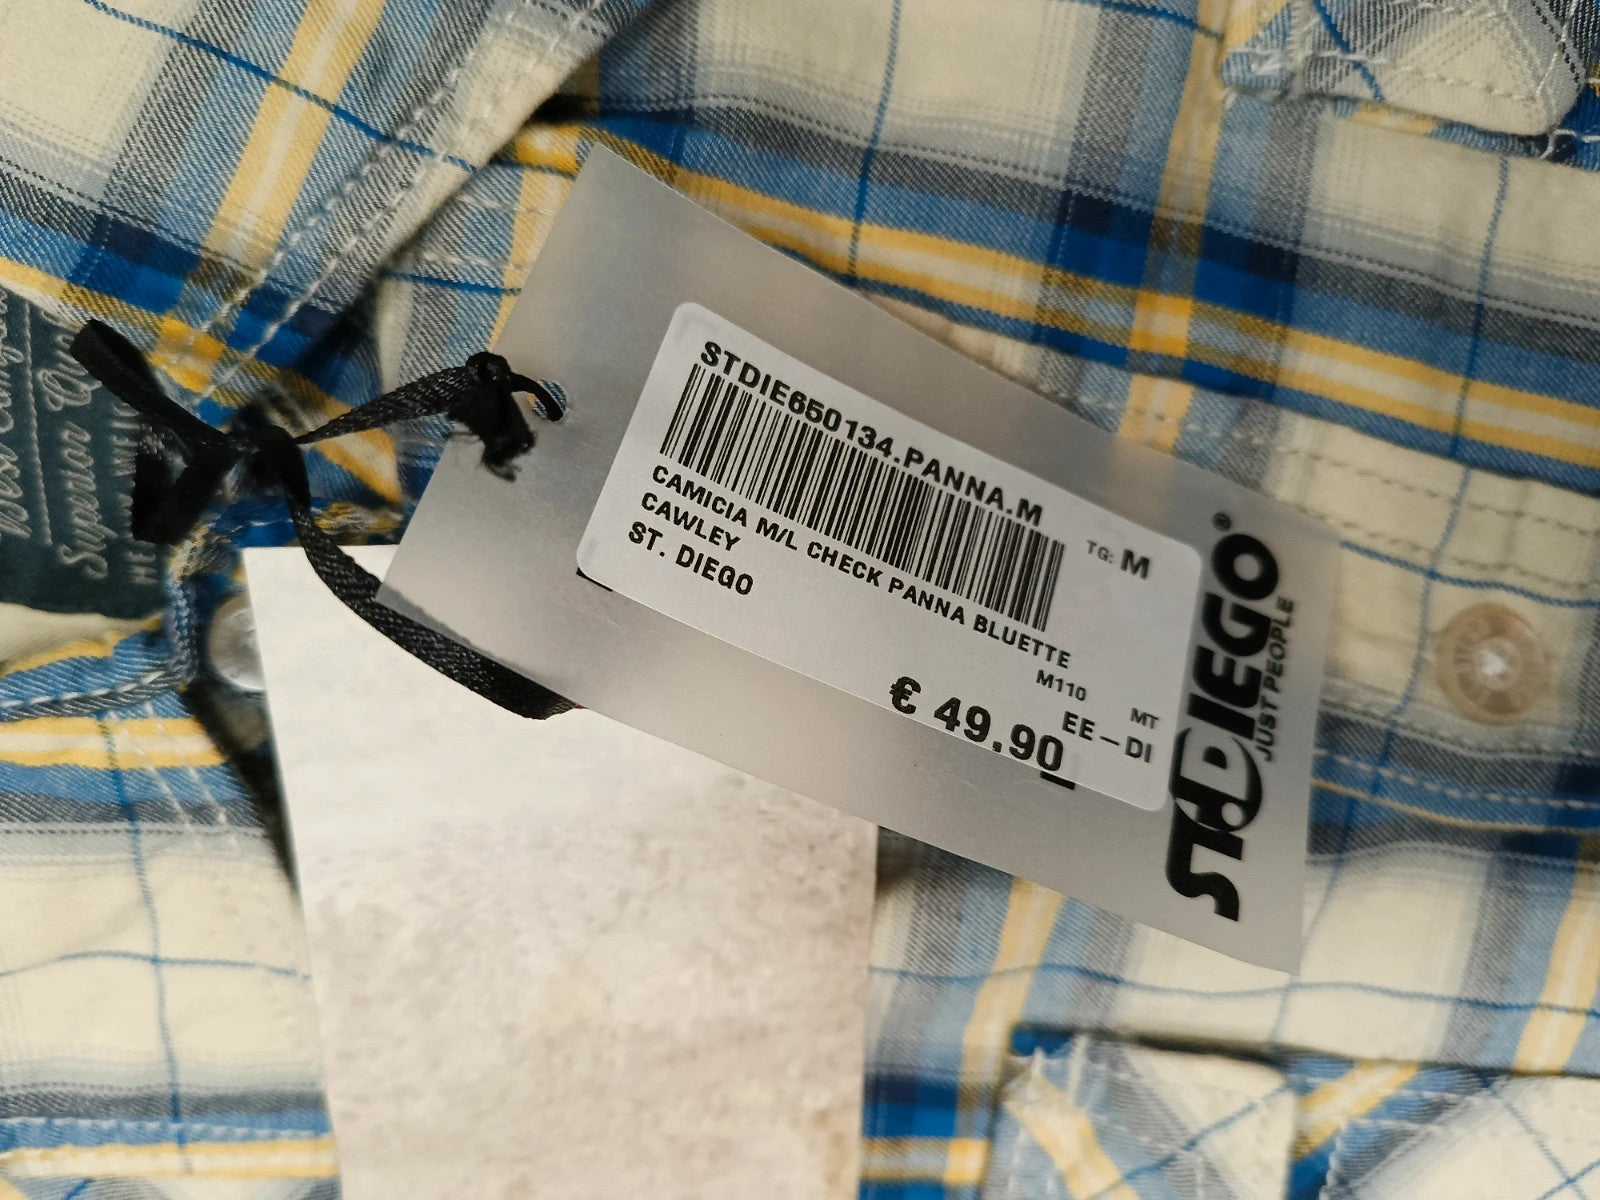 STDIE650134.PANNA.M
TG: M
CAMICIA M/L CHECK PANNA BLUETTE
CAWLEY
ST. DIEGO
M110
€ 49.90
MT
EE-DI
ST.DIEGO®
JUST PEOPLE
Superior